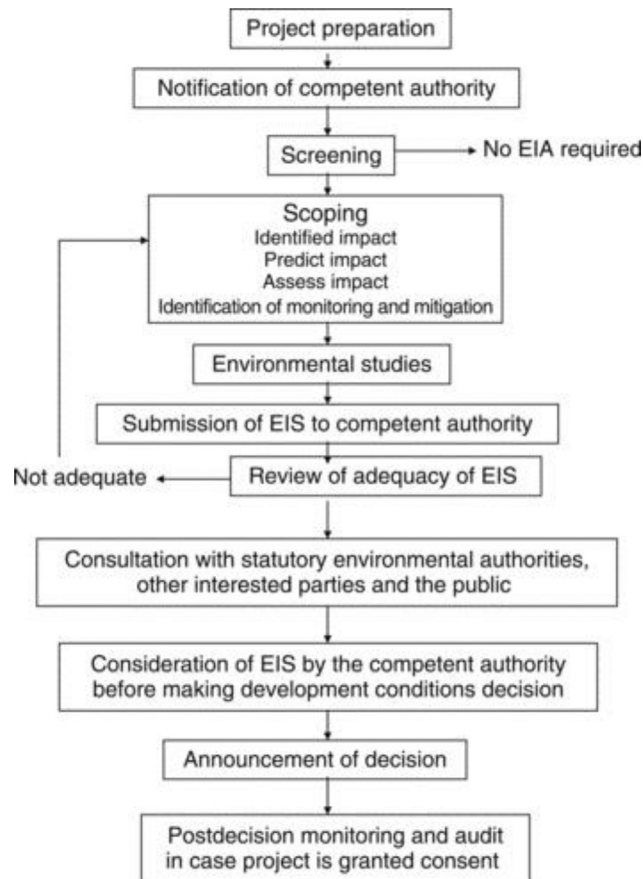 Project preparation
Notification of competent authority
Screening
No EIA required
Scoping
Identified impact
Predict impact
Assess impact
Identification of monitoring and mitigation
Environmental studies
Submission of EIS to competent authority
Not adequate
Review of adequacy of EIS
Consultation with statutory environmental authorities,
other interested parties and the public
Consideration of EIS by the competent authority
before making development conditions decision
Announcement of decision
Postdecision monitoring and audit
in case project is granted consent